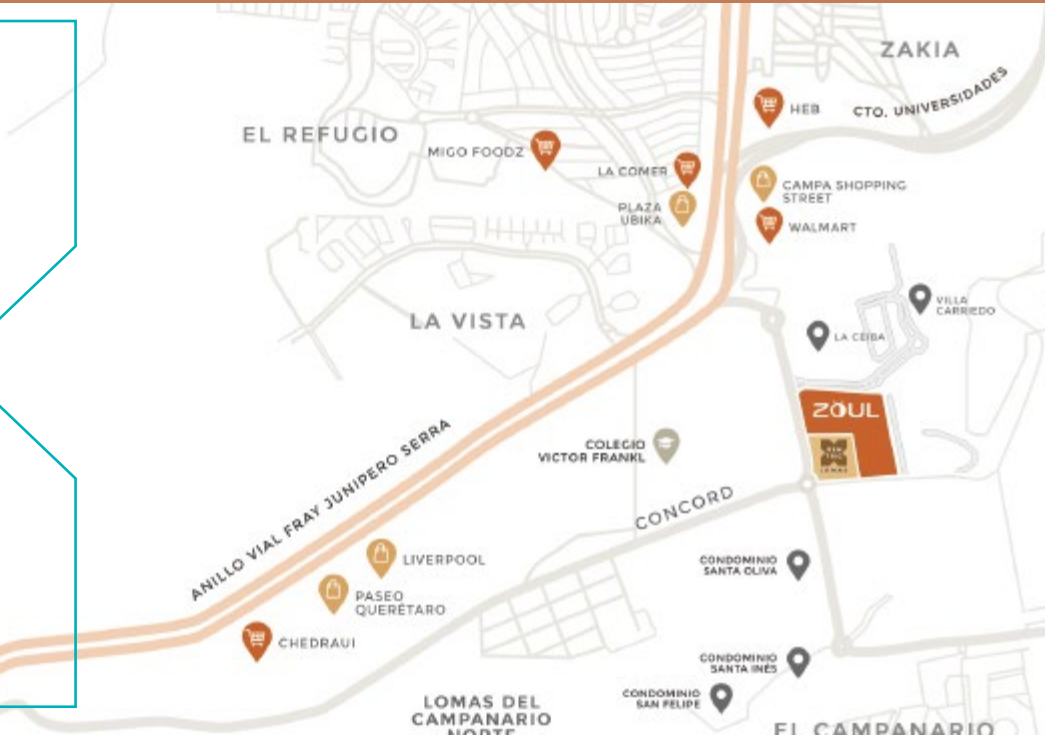 ZAKIA
CTO. UNIVERSIDADES
HEB
EL REFUGIO
MIGO FOODZ
LA COMER
CAMPA SHOPPING
STREET
PLAZA
UBIKA
WALMART
VILLA
CARRIEDO
LA VISTA
LA CEIBA
ZÖUL
COLEGIO
VICTOR FRANKL
ANILLO VIAL FRAY JUNIPERO SERRA
CONCORD
LIVERPOOL
CONDOMINIO
SANTA OLIVA
PASEO
QUERÉTARO
CHEDRAUI
CONDOMINIO
SANTA INÉS
CONDOMINIO
SAN FELIPE
LOMAS DEL
CAMPANARIO
NORTE
EL CAMPANARIO